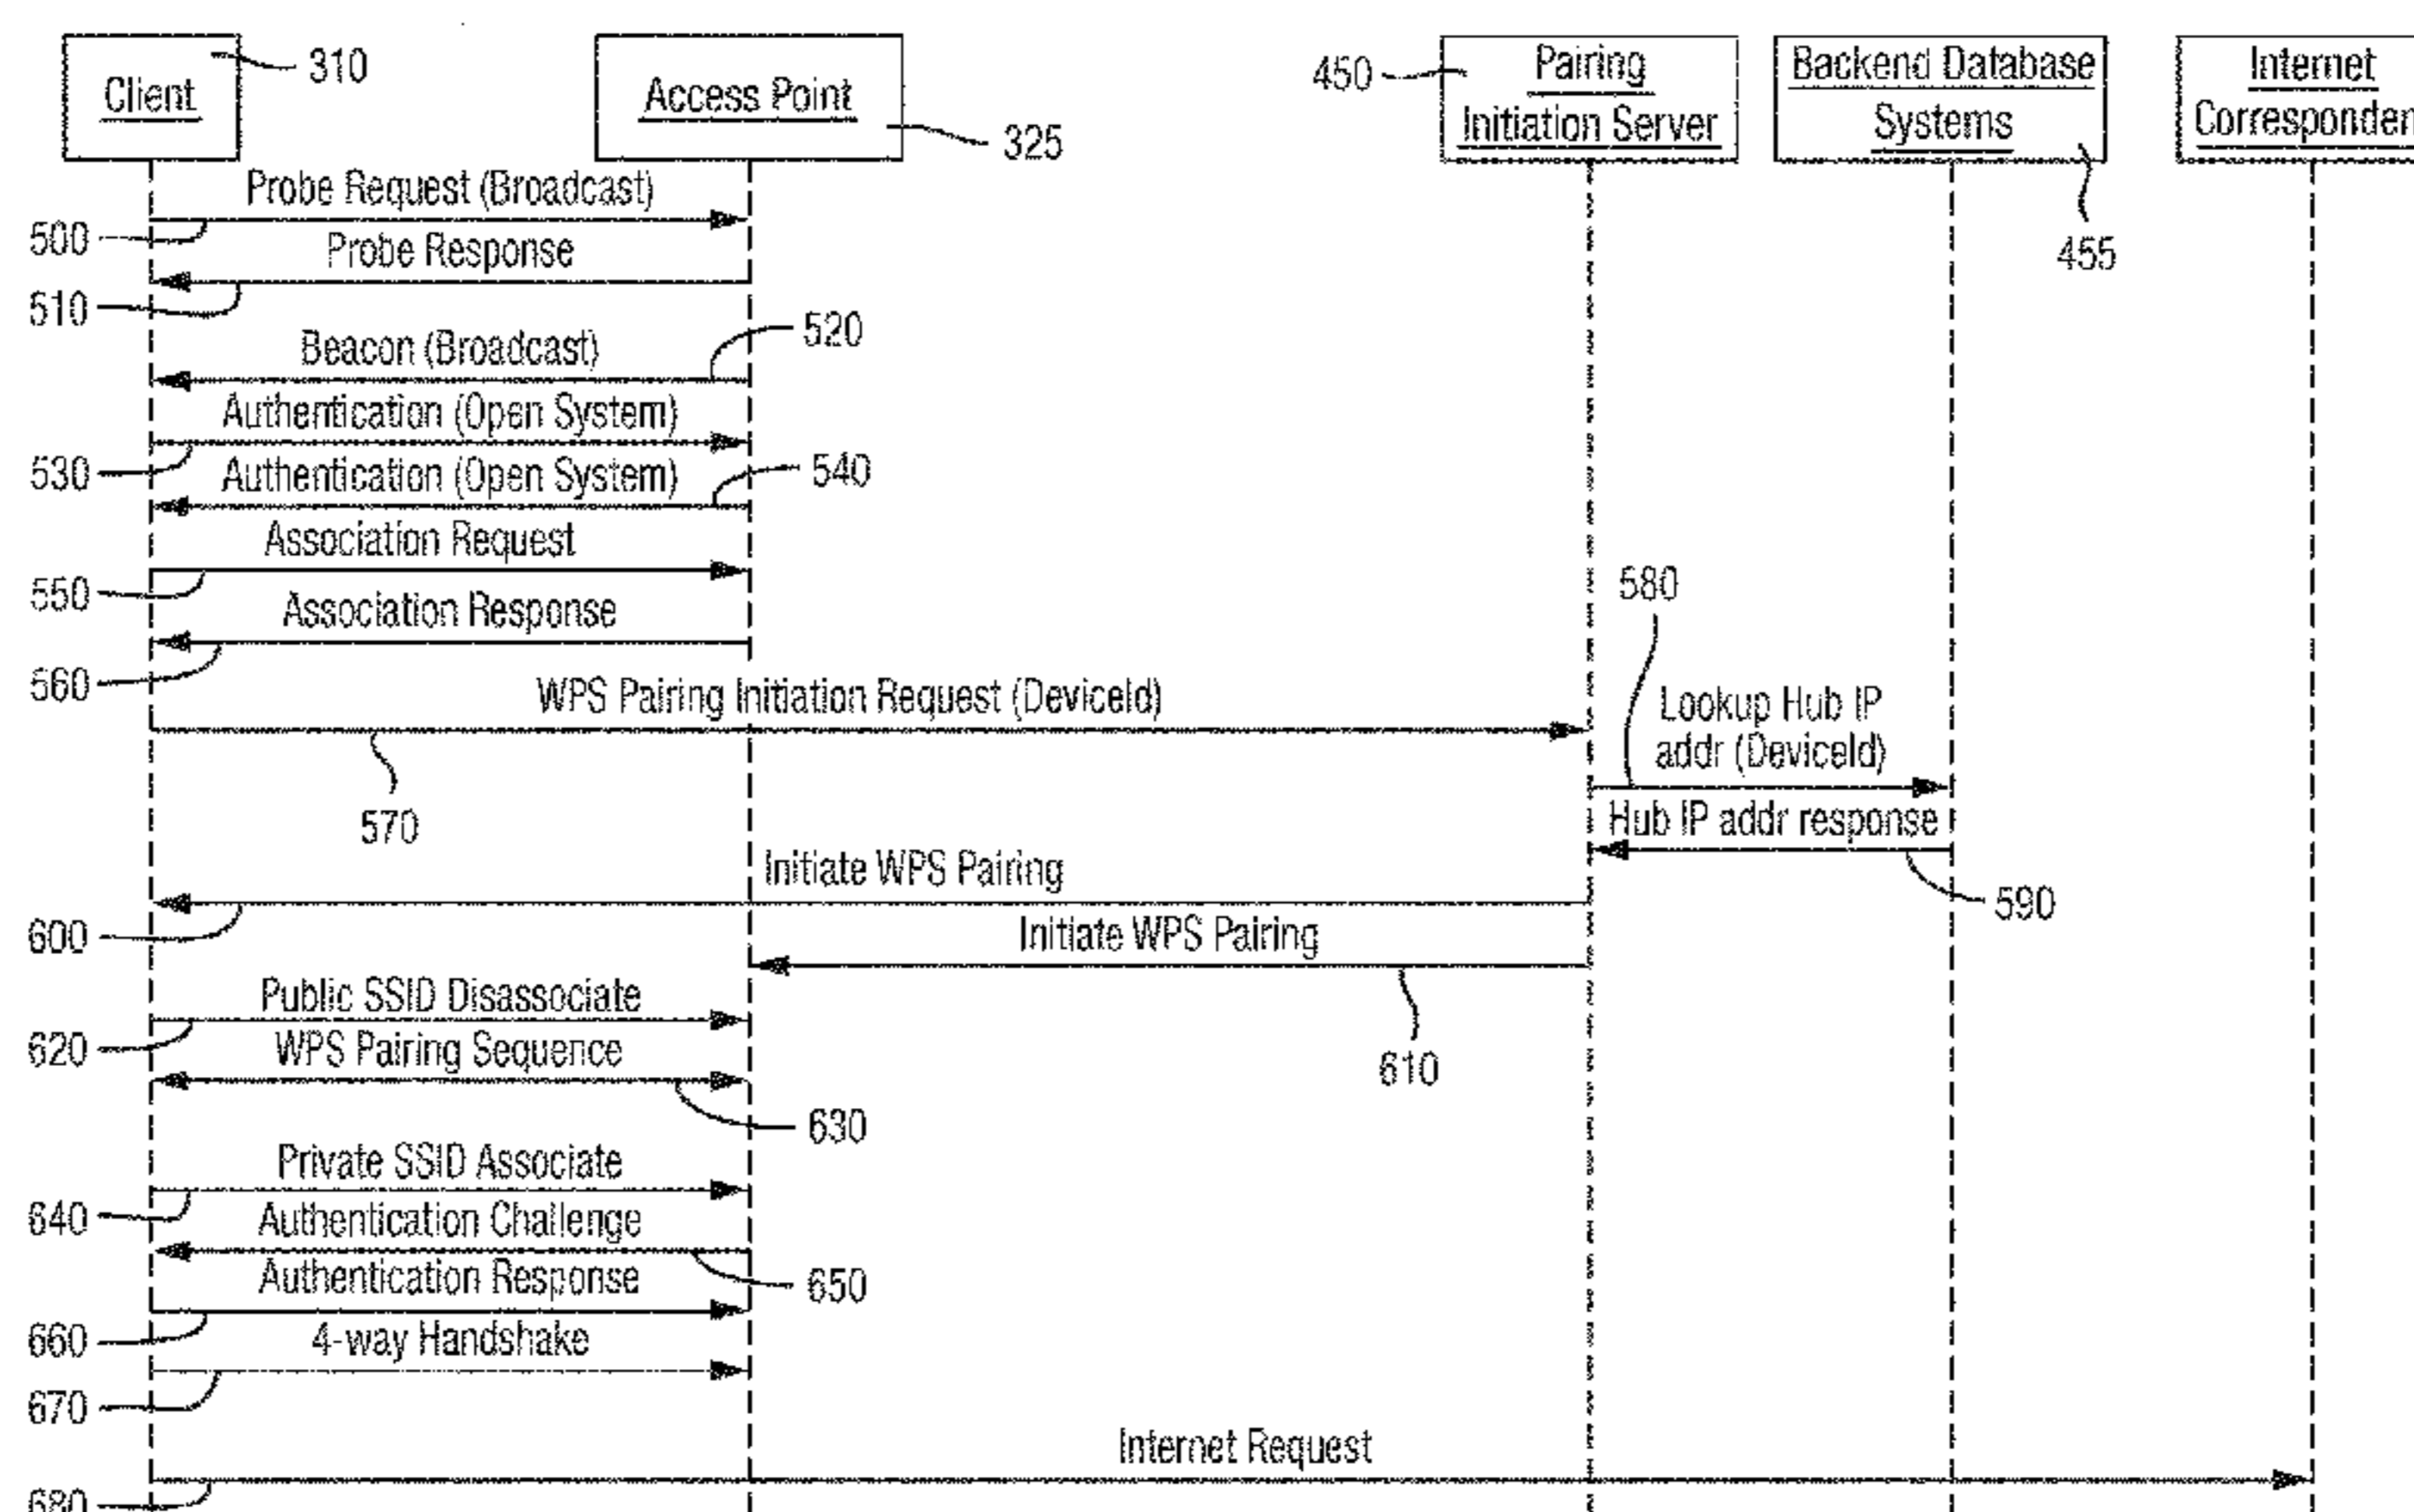 Client
310
Access Point
325
450
Pairing
Initiation Server
Backend Database
Systems
455
Internet
Corresponden
Probe Request (Broadcast)
500
Probe Response
510
Beacon (Broadcast)
520
Authentication (Open System)
530
Authentication (Open System)
540
Association Request
550
Association Response
560
WPS Pairing Initiation Request (DeviceId)
570
580
Lookup Hub IP
addr (DeviceId)
Hub IP addr response
590
Initiate WPS Pairing
600
Initiate WPS Pairing
610
Public SSID Disassociate
620
WPS Pairing Sequence
630
Private SSID Associate
640
Authentication Challenge
650
Authentication Response
660
4-way Handshake
670
Internet Request
680